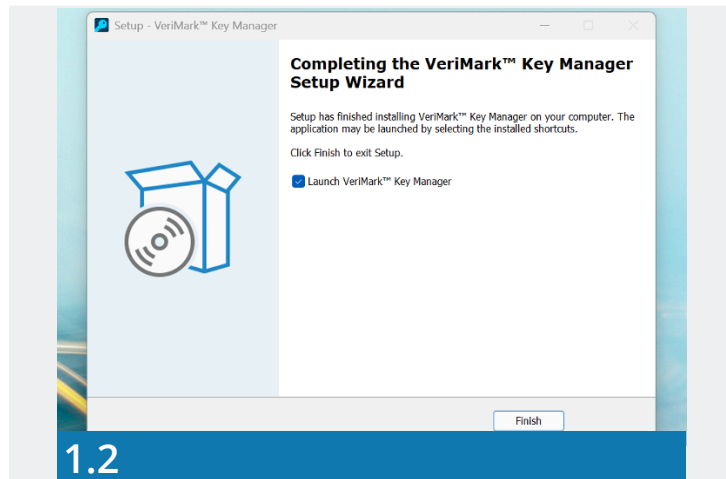 Setup - VeriMark™ Key Manager
Completing the VeriMark™ Key Manager
Setup Wizard
Setup has finished installing VeriMark™ Key Manager on your computer. The
application may be launched by selecting the installed shortcuts.
Click Finish to exit Setup.
Launch VeriMark™ Key Manager
Finish
1.2